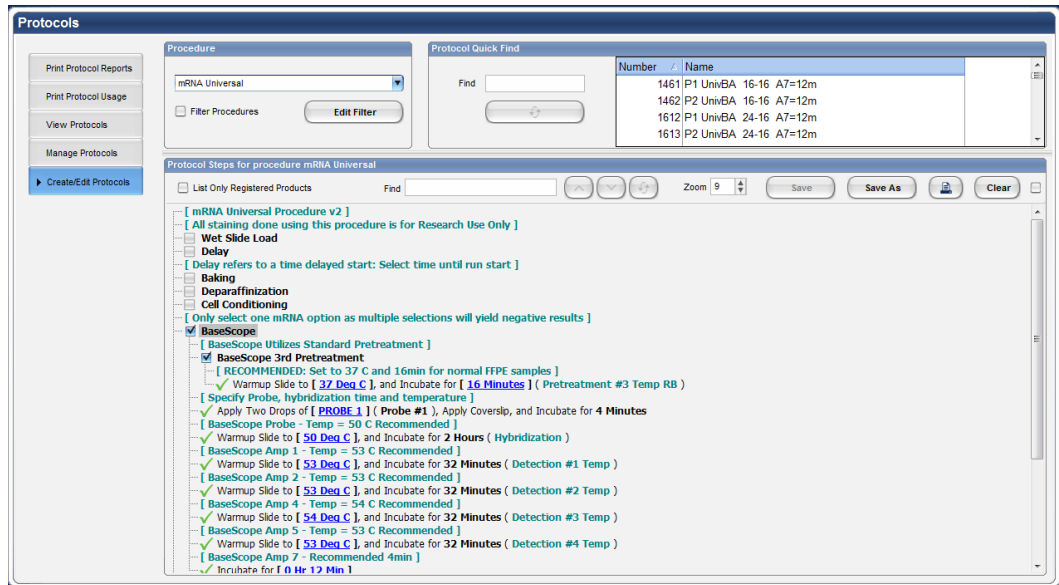 Protocols
Print Protocol Reports
Print Protocol Usage
View Protocols
Manage Protocols
Create/Edit Protocols
Procedure
mRNA Universal
Filter Procedures
Edit Filter
Protocol Quick Find
Find
Number Name
1461 P1 UnivBA 16-16 A7=12m
1462 P2 UnivBA 16-16 A7=12m
1612 P1 UnivBA 24-16 A7=12m
1613 P2 UnivBA 24-16 A7=12m
Protocol Steps for procedure mRNA Universal
List Only Registered Products Find Zoom 9 Save Save As Clear
[ mRNA Universal Procedure v2 ]
[ All staining done using this procedure is for Research Use Only ]
Wet Slide Load
Delay
[ Delay refers to a time delayed start: Select time until run start ]
Baking
Deparaffinization
Cell Conditioning
[ Only select one mRNA option as multiple selections will yield negative results ]
BaseScope
[ BaseScope Utilizes Standard Pretreatment ]
BaseScope 3rd Pretreatment
[ RECOMMENDED: Set to 37 C and 16min for normal FFPE samples ]
Warmup Slide to [ 37 Deg C ], and Incubate for [ 16 Minutes ] ( Pretreatment #3 Temp RB )
[ Specify Probe, hybridization time and temperature ]
Apply Two Drops of [ PROBE 1 ] ( Probe #1 ), Apply Coverslip, and Incubate for 4 Minutes
[ BaseScope Probe - Temp = 50 C Recommended ]
Warmup Slide to [ 50 Deg C ], and Incubate for 2 Hours ( Hybridization )
[ BaseScope Amp 1 - Temp = 53 C Recommended ]
Warmup Slide to [ 53 Deg C ], and Incubate for 32 Minutes ( Detection #1 Temp )
[ BaseScope Amp 2 - Temp = 53 C Recommended ]
Warmup Slide to [ 53 Deg C ], and Incubate for 32 Minutes ( Detection #2 Temp )
[ BaseScope Amp 4 - Temp = 54 C Recommended ]
Warmup Slide to [ 54 Deg C ], and Incubate for 32 Minutes ( Detection #3 Temp )
[ BaseScope Amp 5 - Temp = 53 C Recommended ]
Warmup Slide to [ 53 Deg C ], and Incubate for 32 Minutes ( Detection #4 Temp )
[ BaseScope Amp 7 - Recommended 4min ]
Incubate for [ 0 Hr 12 Min ]